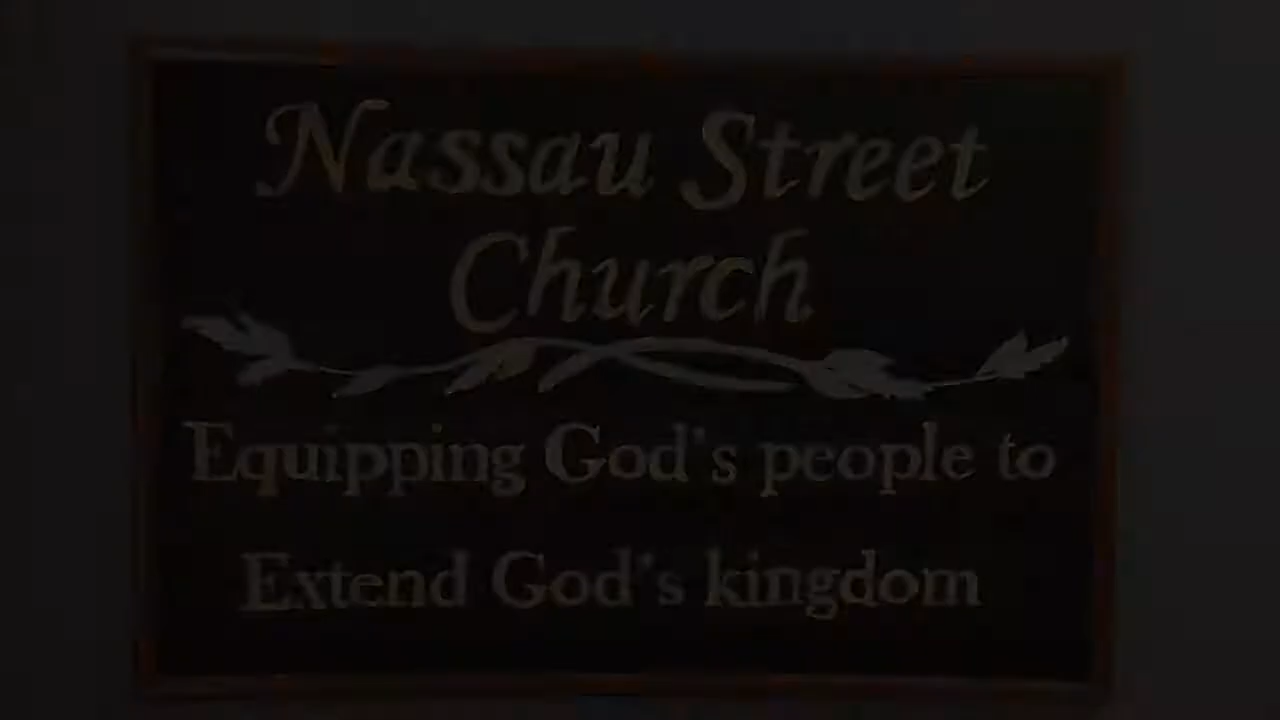 Nassau Street
Church
Equipping God's people to
Extend God's kingdom